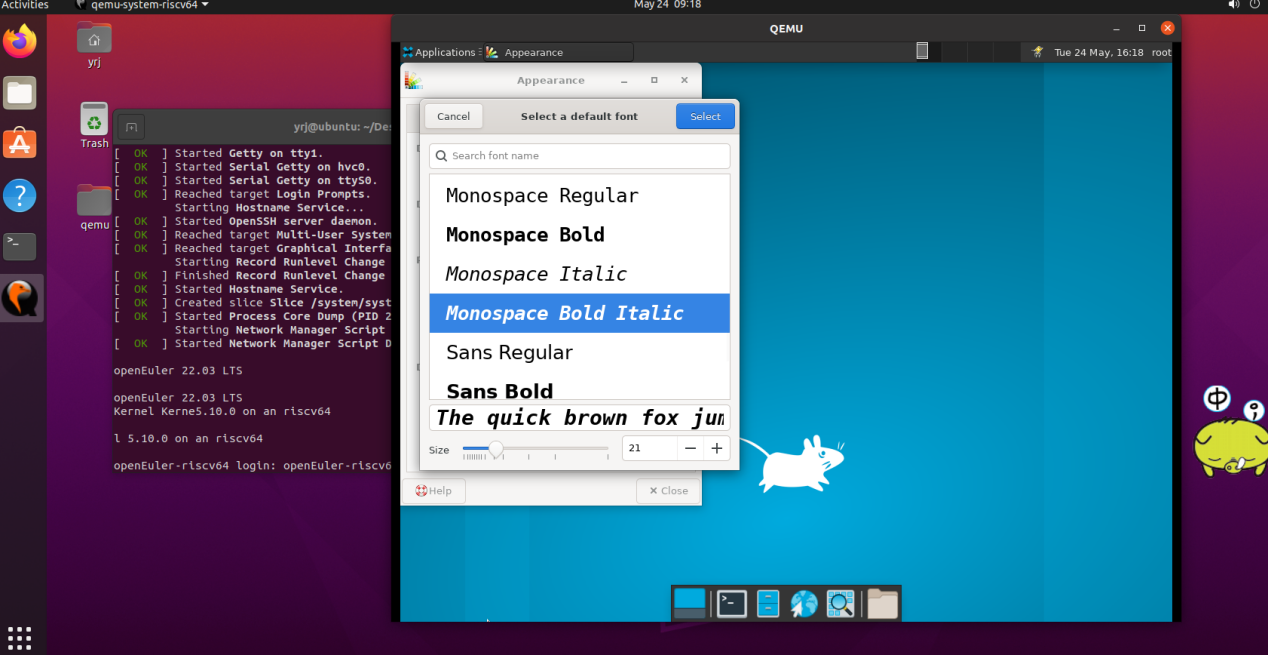 Activities
qemu-system-riscv64
May 24 09:18
yrj
Trash
qemu
yrj@ubuntu: ~/Des
[ OK ] Started Getty on tty1.
[ OK ] Started Serial Getty on hvc0.
[ OK ] Started Serial Getty on ttyS0.
[ OK ] Reached target Login Prompts.
Starting Hostname Service...
[ OK ] Started OpenSSH server daemon.
[ OK ] Reached target Multi-User System
[ OK ] Reached target Graphical Interfa
Starting Record Runlevel Change
[ OK ] Finished Record Runlevel Change
[ OK ] Started Hostname Service.
[ OK ] Created slice Slice /system/syst
[ OK ] Started Process Core Dump (PID 2
Starting Network Manager Script
[ OK ] Started Network Manager Script D
openEuler 22.03 LTS
openEuler 22.03 LTS
Kernel Kerne5.10.0 on an riscv64
l 5.10.0 on an riscv64
openEuler-riscv64 login: openEuler-riscv6
QEMU
Applications
Appearance
Tue 24 May, 16:18
root
Appearance
Cancel
Select a default font
Select
Search font name
Monospace Regular
Monospace Bold
Monospace Italic
Monospace Bold Italic
Sans Regular
Sans Bold
The quick brown fox jum
Size
21
Help
Close
中